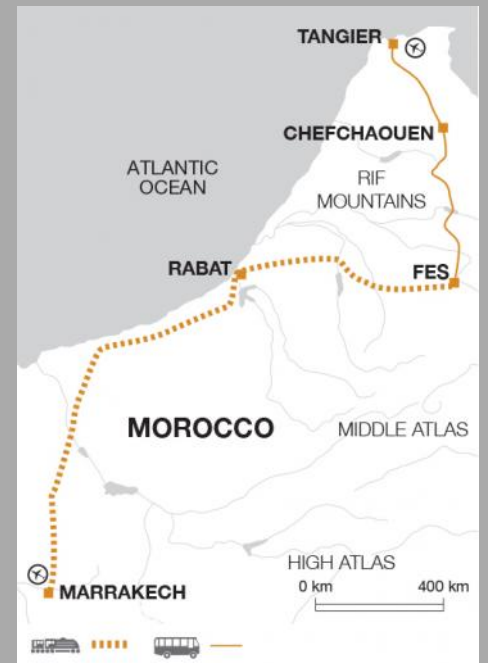 TANGIER
CHEFCHAOUEN
ATLANTIC
OCEAN
RIF
MOUNTAINS
RABAT
FES
MOROCCO
MIDDLE ATLAS
HIGH ATLAS
0 km 400 km
MARRAKECH